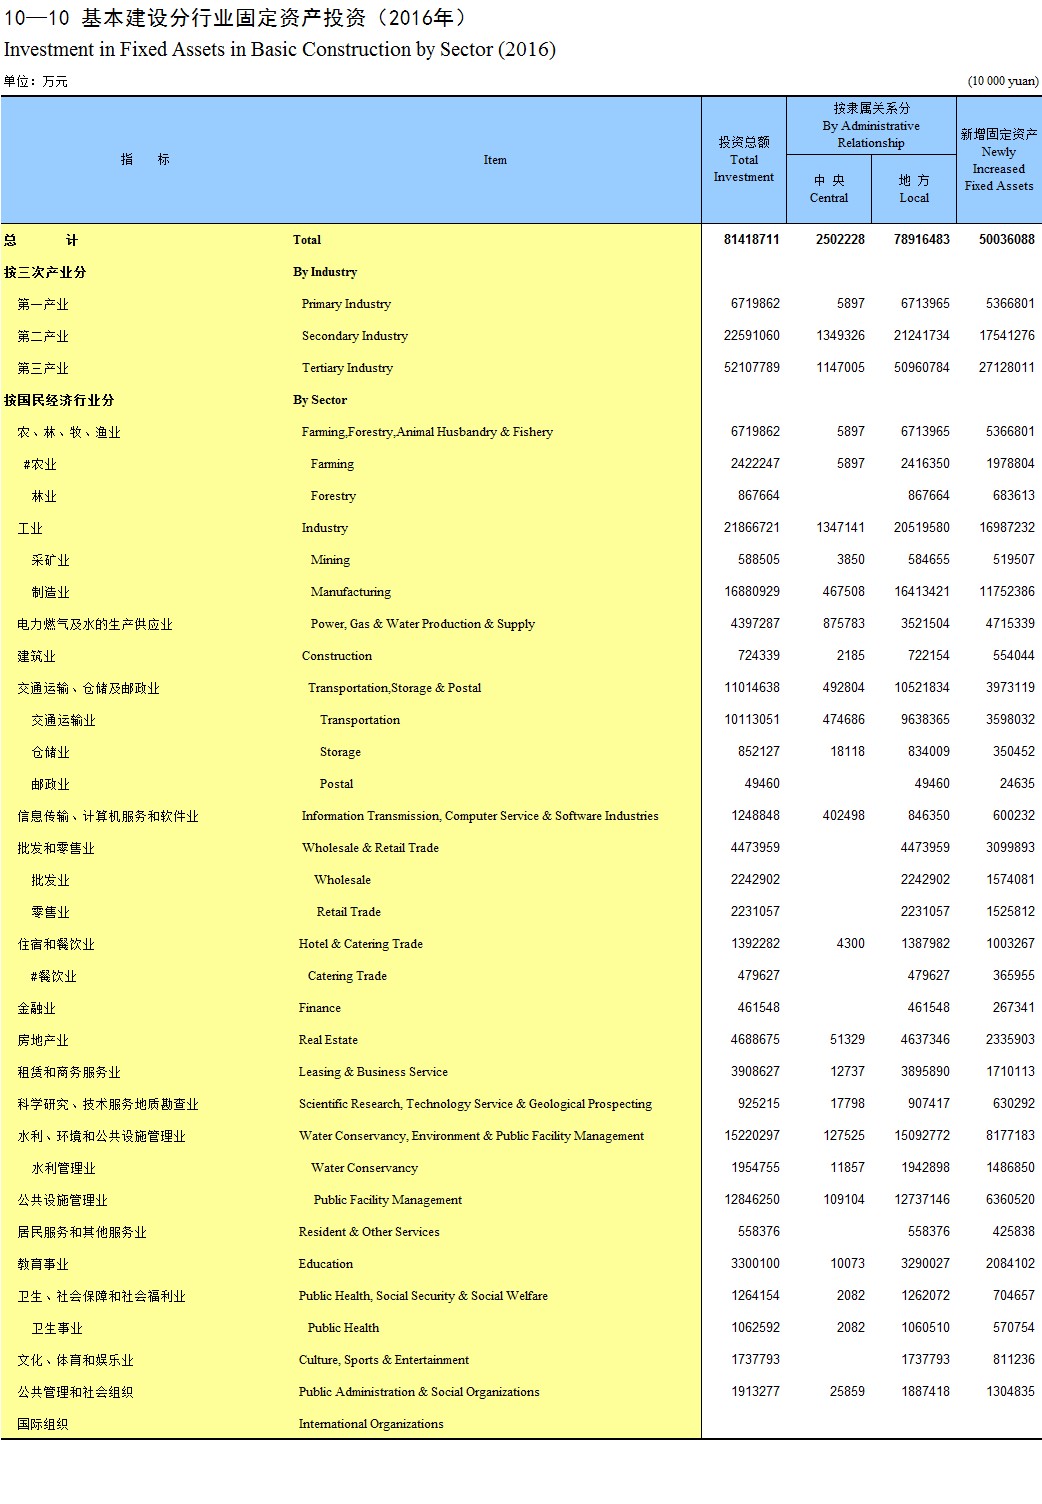 10—10 基本建设分行业固定资产投资（2016年）
Investment in Fixed Assets in Basic Construction by Sector (2016)
单位：万元 (10 000 yuan)
指 标 Item 投资总额 Total Investment 按隶属关系分 By Administrative Relationship 中 央 Central 地 方 Local 新增固定资产 Newly Increased Fixed Assets
总 计 Total 81418711 2502228 78916483 50036088
按三次产业分 By Industry
第一产业 Primary Industry 6719862 5897 6713965 5366801
第二产业 Secondary Industry 22591060 1349326 21241734 17541276
第三产业 Tertiary Industry 52107789 1147005 50960784 27128011
按国民经济行业分 By Sector
农、林、牧、渔业 Farming,Forestry,Animal Husbandry & Fishery 6719862 5897 6713965 5366801
#农业 Farming 2422247 5897 2416350 1978804
林业 Forestry 867664 867664 683613
工业 Industry 21866721 1347141 20519580 16987232
采矿业 Mining 588505 3850 584655 519507
制造业 Manufacturing 16880929 467508 16413421 11752386
电力燃气及水的生产供应业 Power, Gas & Water Production & Supply 4397287 875783 3521504 4715339
建筑业 Construction 724339 2185 722154 554044
交通运输、仓储及邮政业 Transportation,Storage & Postal 11014638 492804 10521834 3973119
交通运输业 Transportation 10113051 474686 9638365 3598032
仓储业 Storage 852127 18118 834009 350452
邮政业 Postal 49460 49460 24635
信息传输、计算机服务和软件业 Information Transmission, Computer Service & Software Industries 1248848 402498 846350 600232
批发和零售业 Wholesale & Retail Trade 4473959 4473959 3099893
批发业 Wholesale 2242902 2242902 1574081
零售业 Retail Trade 2231057 2231057 1525812
住宿和餐饮业 Hotel & Catering Trade 1392282 4300 1387982 1003267
#餐饮业 Catering Trade 479627 479627 365955
金融业 Finance 461548 461548 267341
房地产业 Real Estate 4688675 51329 4637346 2335903
租赁和商务服务业 Leasing & Business Service 3908627 12737 3895890 1710113
科学研究、技术服务地质勘查业 Scientific Research, Technology Service & Geological Prospecting 925215 17798 907417 630292
水利、环境和公共设施管理业 Water Conservancy, Environment & Public Facility Management 15220297 127525 15092772 8177183
水利管理业 Water Conservancy 1954755 11857 1942898 1486850
公共设施管理业 Public Facility Management 12846250 109104 12737146 6360520
居民服务和其他服务业 Resident & Other Services 558376 558376 425838
教育事业 Education 3300100 10073 3290027 2084102
卫生、社会保障和社会福利业 Public Health, Social Security & Social Welfare 1264154 2082 1262072 704657
卫生事业 Public Health 1062592 2082 1060510 570754
文化、体育和娱乐业 Culture, Sports & Entertainment 1737793 1737793 811236
公共管理和社会组织 Public Administration & Social Organizations 1913277 25859 1887418 1304835
国际组织 International Organizations